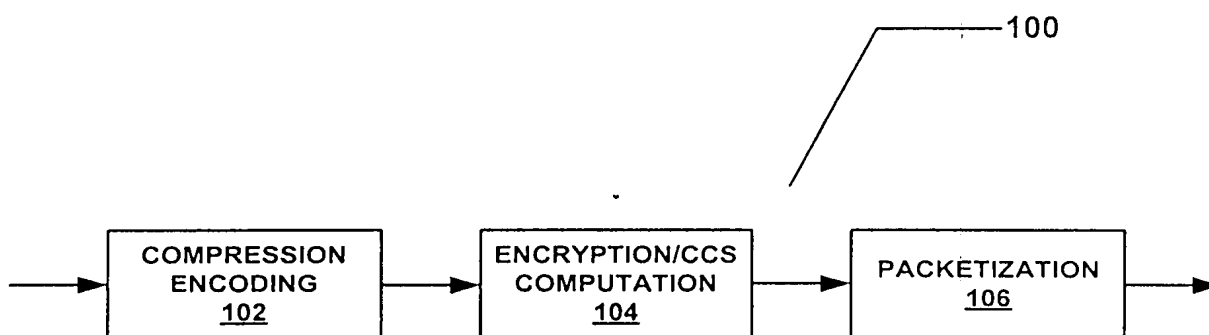 100
COMPRESSION
ENCODING
102
ENCRYPTION/CCS
COMPUTATION
104
PACKETIZATION
106